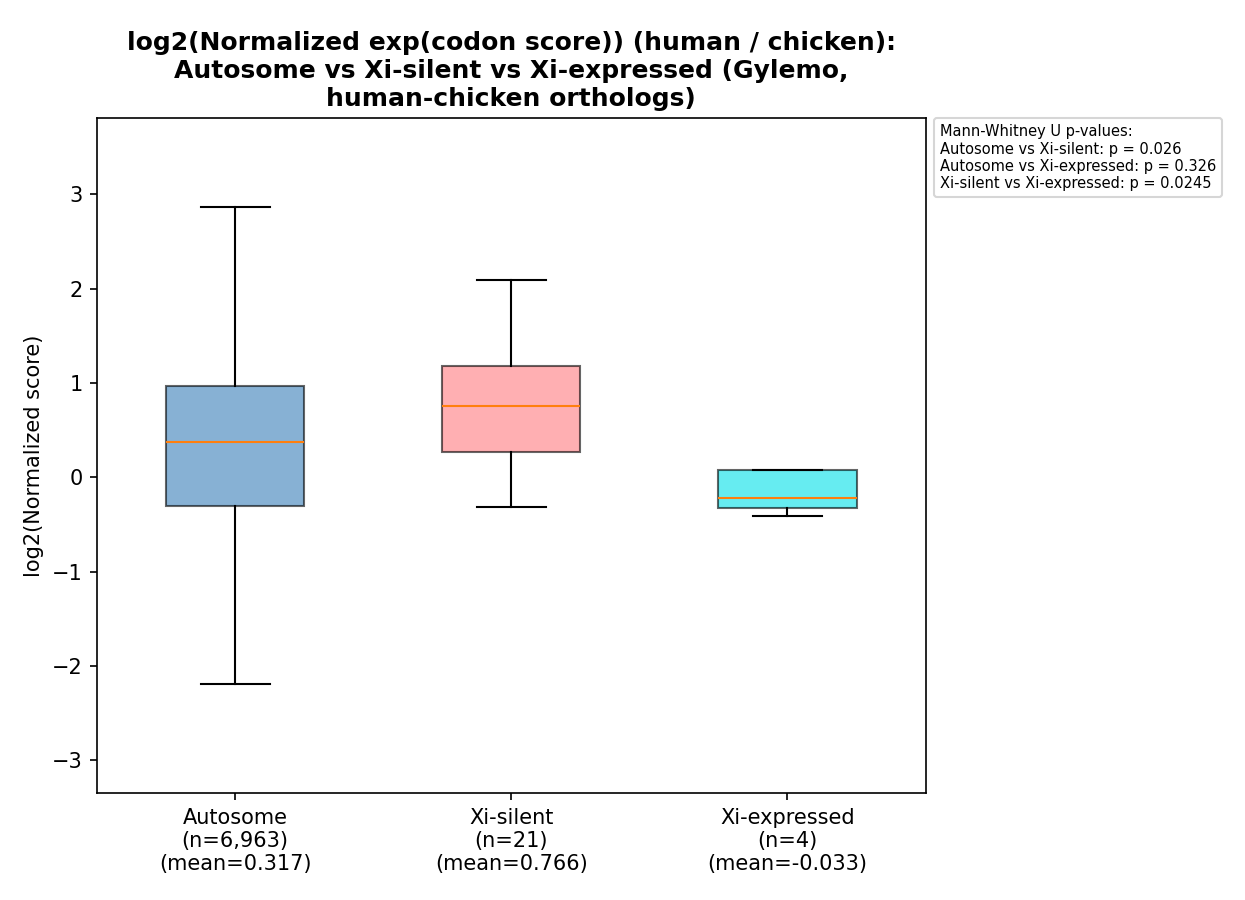 log2(Normalized exp(codon score)) (human / chicken):
Autosome vs Xi-silent vs Xi-expressed (Gylemo,
human-chicken orthologs)
Mann-Whitney U p-values:
Autosome vs Xi-silent: p = 0.026
Autosome vs Xi-expressed: p = 0.326
Xi-silent vs Xi-expressed: p = 0.0245
log2(Normalized score)
3
2
1
0
−1
−2
−3
Autosome
(n=6,963)
(mean=0.317)
Xi-silent
(n=21)
(mean=0.766)
Xi-expressed
(n=4)
(mean=-0.033)